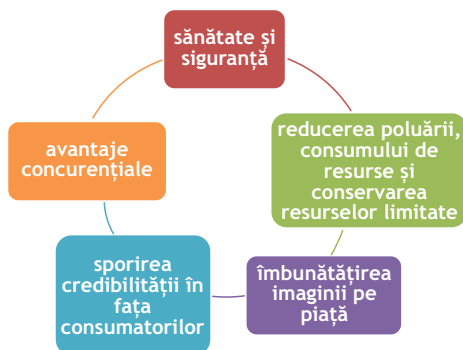 sănătate și
siguranță
reducerea poluării,
consumului de
resurse și
conservarea
resurselor limitate
îmbunătățirea
imaginii pe
piață
sporirea
credibilității în
fața
consumatorilor
avantaje
concurențiale